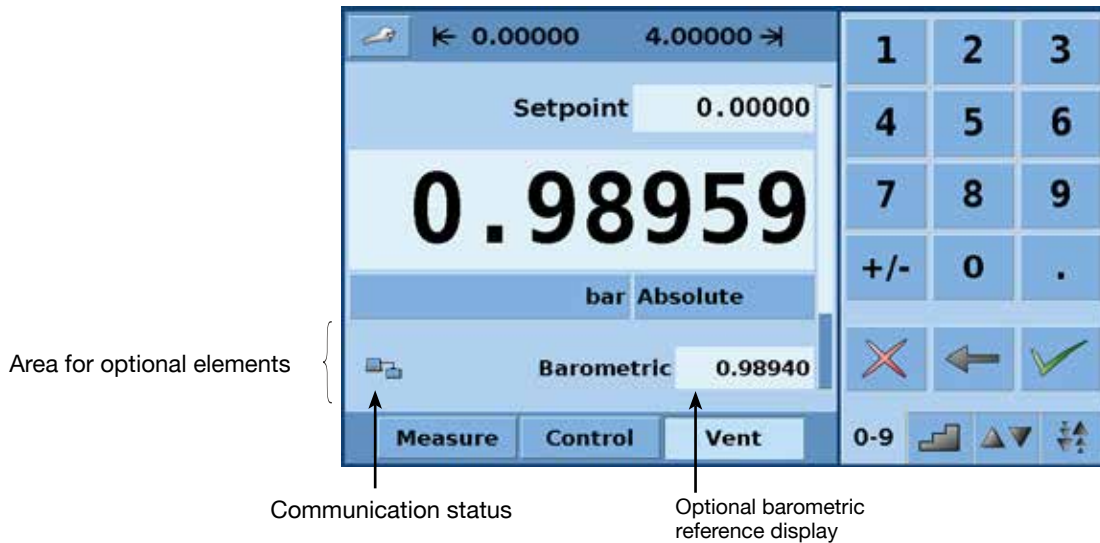 0.00000 4.00000
Setpoint 0.00000
0.98959
bar Absolute
Barometric 0.98940
Measure Control Vent
1 2 3
4 5 6
7 8 9
+/- 0 .
0-9
Area for optional elements
Communication status
Optional barometric
reference display